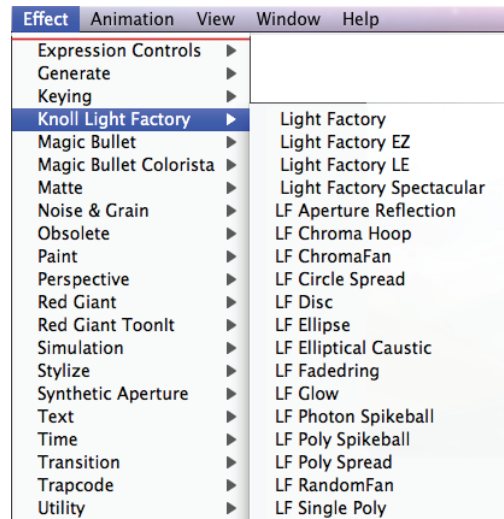 Effect Animation View Window Help
Expression Controls
Generate
Keying
Knoll Light Factory
Magic Bullet
Magic Bullet Colorista
Matte
Noise & Grain
Obsolete
Paint
Perspective
Red Giant
Red Giant ToonIt
Simulation
Stylize
Synthetic Aperture
Text
Time
Transition
Trapcode
Utility
Light Factory
Light Factory EZ
Light Factory LE
Light Factory Spectacular
LF Aperture Reflection
LF Chroma Hoop
LF ChromaFan
LF Circle Spread
LF Disc
LF Ellipse
LF Elliptical Caustic
LF Fadedring
LF Glow
LF Photon Spikeball
LF Poly Spikeball
LF Poly Spread
LF RandomFan
LF Single Poly